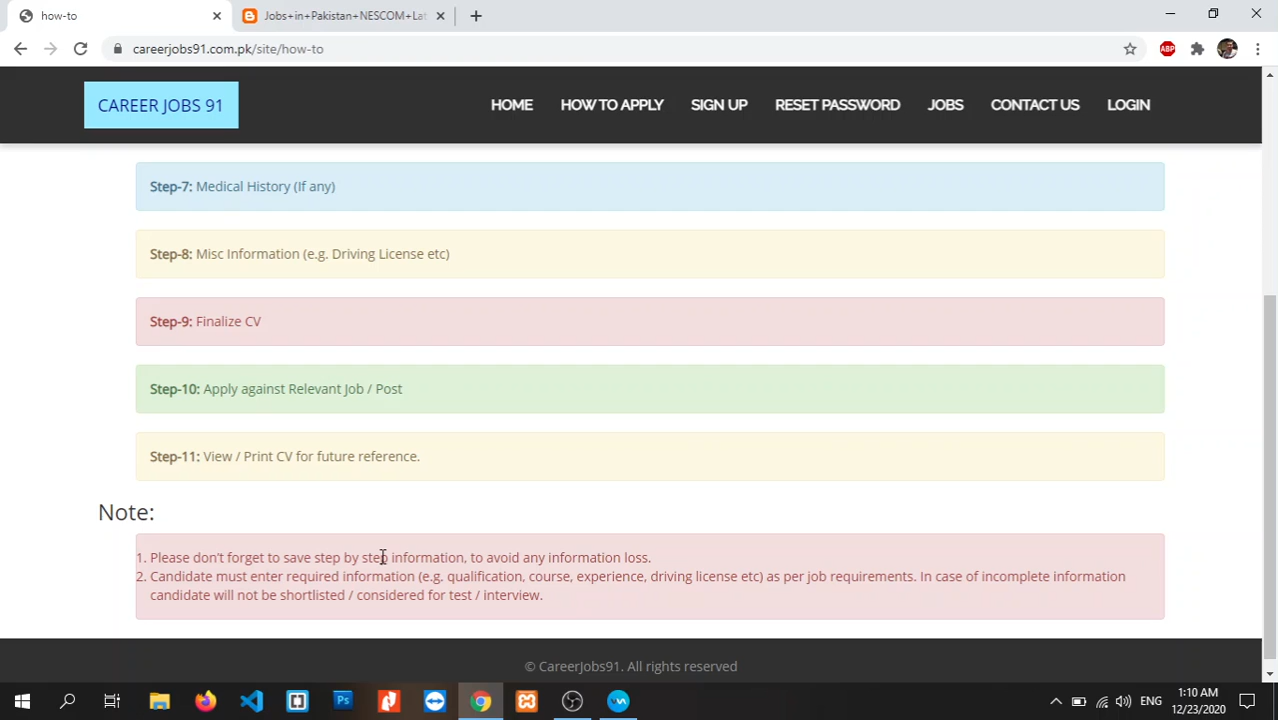 how-to
Jobs+in+Pakistan+NESCOM+Lat
careerjobs91.com.pk/site/how-to
ABP
CAREER JOBS 91
HOME HOW TO APPLY SIGN UP RESET PASSWORD JOBS CONTACT US LOGIN
Step-7: Medical History (If any)
Step-8: Misc Information (e.g. Driving License etc)
Step-9: Finalize CV
Step-10: Apply against Relevant Job / Post
Step-11: View / Print CV for future reference.
Note:
1. Please don't forget to save step by step information, to avoid any information loss.
2. Candidate must enter required information (e.g. qualification, course, experience, driving license etc) as per job requirements. In case of incomplete information
candidate will not be shortlisted / considered for test / interview.
© CareerJobs91. All rights reserved
Ps
ENG
1:10 AM
12/23/2020